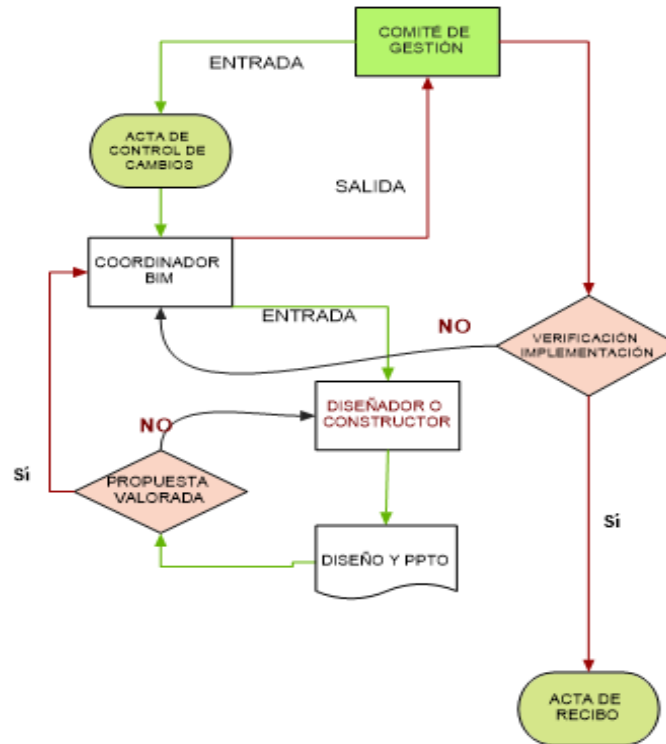 COMITÉ DE
GESTIÓN
ENTRADA
ACTA DE
CONTROL DE
CAMBIOS
SALIDA
COORDINADOR
BIM
ENTRADA
NO
VERIFICACIÓN
IMPLEMENTACIÓN
DISEÑADOR O
CONSTRUCTOR
NO
Sí
PROPUESTA
VALORADA
Sí
DISEÑO Y PPTO
ACTA DE
RECIBO